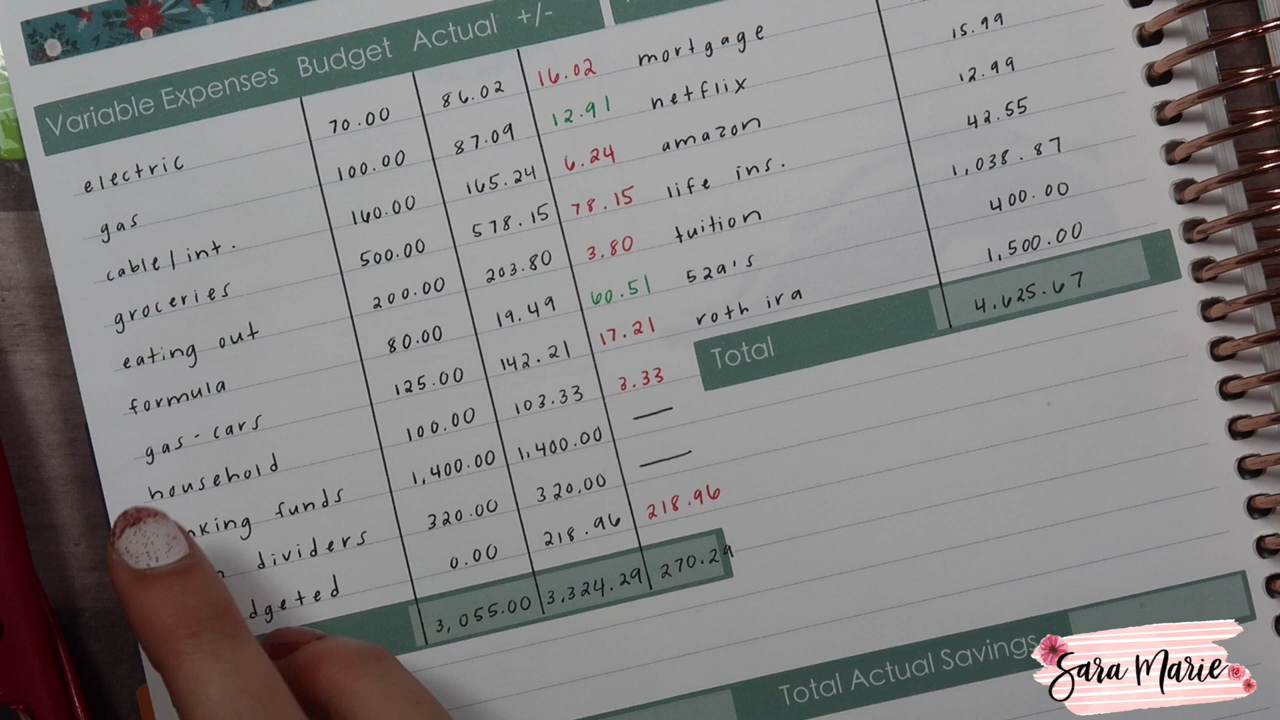 Variable Expenses Budget Actual +/-
electric 70.00 86.02 16.02
gas 100.00 87.09 12.91
cable/int. 160.00 165.24 6.24
groceries 500.00 578.15 78.15
eating out 200.00 203.80 3.80
formula 80.00 19.49 60.51
gas-cars 125.00 142.21 17.21
household 100.00 103.33 3.33
nking funds 1,400.00 1,400.00 —
dividers 320.00 320.00 —
dgeted 0.00 218.96 218.96
3,055.00 3,324.29 270.29
mortgage
netflix 15.99
amazon 12.99
life ins. 42.55
tuition 1,038.87
529's 400.00
roth ira 1,500.00
Total 4,625.67
Total Actual Savings
Sara Marie